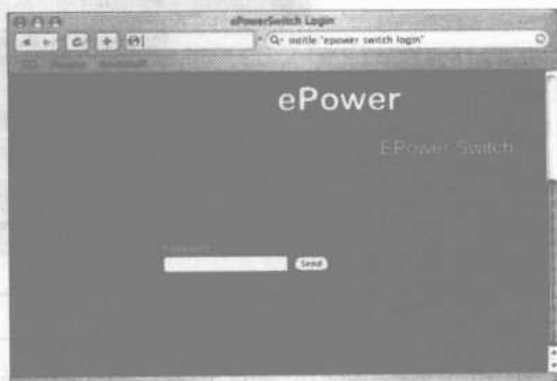 ePowerSwitch Login
intitle "epower switch login"
ePower
EPower Switch
Password
Send